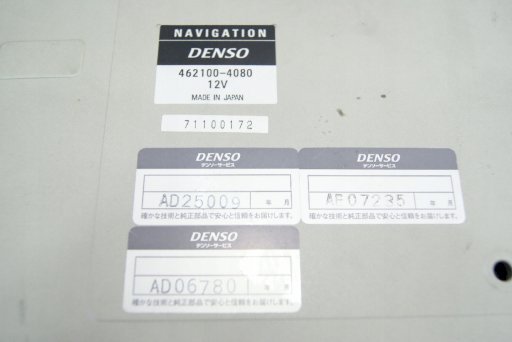 NAVIGATION
DENSO
462100-4080
12V
MADE IN JAPAN
71100172
DENSO
デンソーサービス
AD25009
年 月
確かな技術と純正部品で安心と信頼をお届けします。
DENSO
デンソーサービス
年 月
確かな技術と純正部品で安心と信頼をお届けします。
DENSO
デンソーサービス
AD06780
年 月
確かな技術と純正部品で安心と信頼をお届けします。